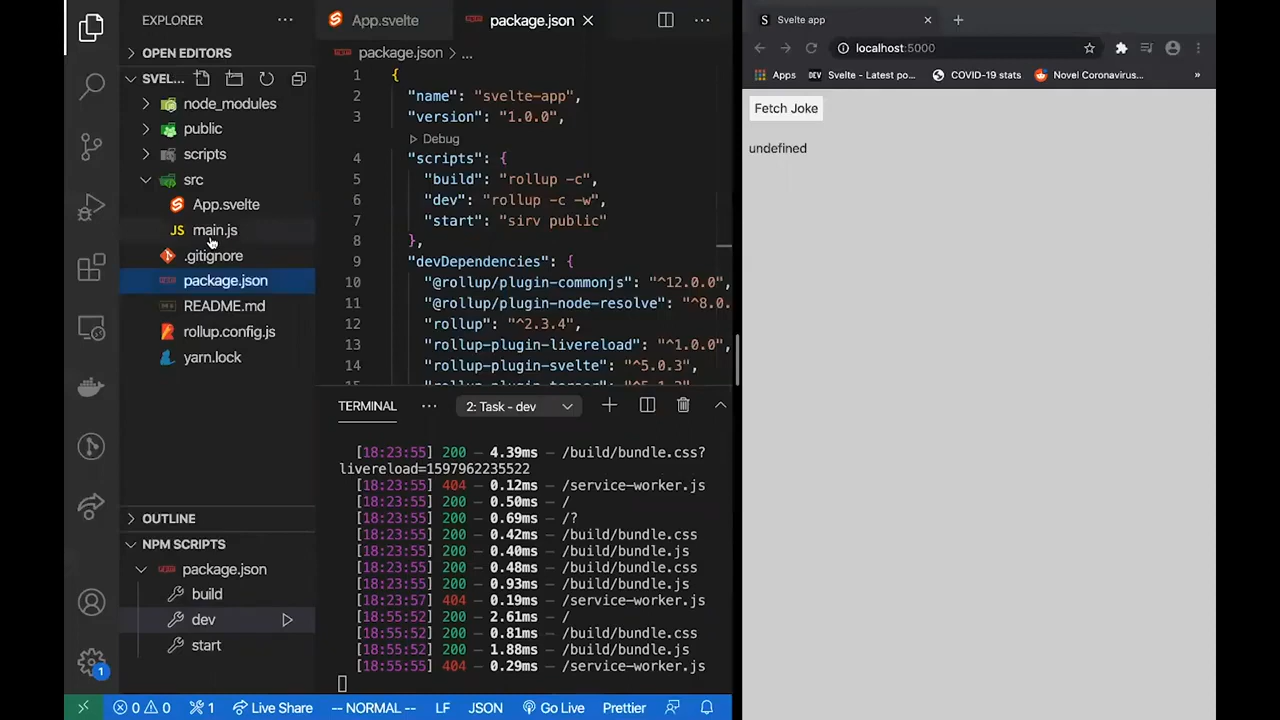 EXPLORER
OPEN EDITORS
SVEL...
node_modules
public
scripts
src
App.svelte
JS main.js
.gitignore
package.json
README.md
rollup.config.js
yarn.lock
OUTLINE
NPM SCRIPTS
package.json
build
dev
start
1
App.svelte
package.json
package.json > ...
1 {
2 "name": "svelte-app",
3 "version": "1.0.0",
Debug
4 "scripts": {
5 "build": "rollup -c",
6 "dev": "rollup -c -w",
7 "start": "sirv public"
8 },
9 "devDependencies": {
10 "@rollup/plugin-commonjs": "^12.0.0",
11 "@rollup/plugin-node-resolve": "^8.0.
12 "rollup": "^2.3.4",
13 "rollup-plugin-livereload": "^1.0.0",
14 "rollup-plugin-svelte": "^5.0.3",
TERMINAL
2: Task - dev
[18:23:55] 200 — 4.39ms — /build/bundle.css?
livereload=1597962235522
[18:23:55] 404 — 0.12ms — /service-worker.js
[18:23:55] 200 — 0.50ms — /
[18:23:55] 200 — 0.69ms — /?
[18:23:55] 200 — 0.42ms — /build/bundle.css
[18:23:55] 200 — 0.40ms — /build/bundle.js
[18:23:55] 200 — 0.48ms — /build/bundle.css
[18:23:55] 200 — 0.93ms — /build/bundle.js
[18:23:57] 404 — 0.19ms — /service-worker.js
[18:55:52] 200 — 2.61ms — /
[18:55:52] 200 — 0.81ms — /build/bundle.css
[18:55:52] 200 — 1.88ms — /build/bundle.js
[18:55:55] 404 — 0.29ms — /service-worker.js
0 0 1 Live Share -- NORMAL -- LF JSON Go Live Prettier
Svelte app
localhost:5000
Apps DEV Svelte - Latest po... COVID-19 stats Novel Coronavirus... »
Fetch Joke
undefined